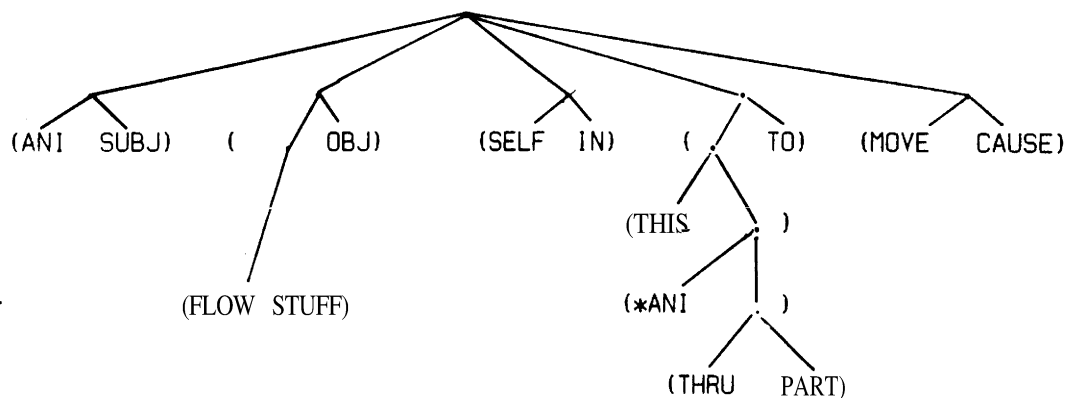 (ANI SUBJ) ( OBJ) (SELF IN) ( TO) (MOVE CAUSE)
(THIS )
(FLOW STUFF) (*ANI )
(THRU PART)